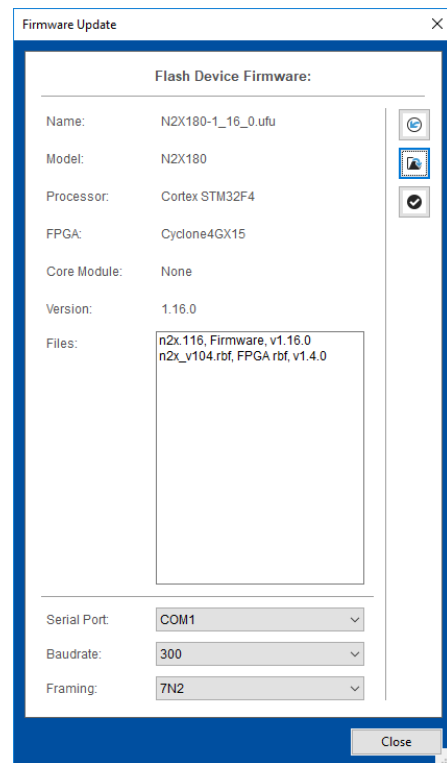 Firmware Update
Flash Device Firmware:
Name: N2X180-1_16_0.ufu
Model: N2X180
Processor: Cortex STM32F4
FPGA: Cyclone4GX15
Core Module: None
Version: 1.16.0
Files: n2x.116, Firmware, v1.16.0
n2x_v104.rbf, FPGA rbf, v1.4.0
Serial Port: COM1
Baudrate: 300
Framing: 7N2
Close